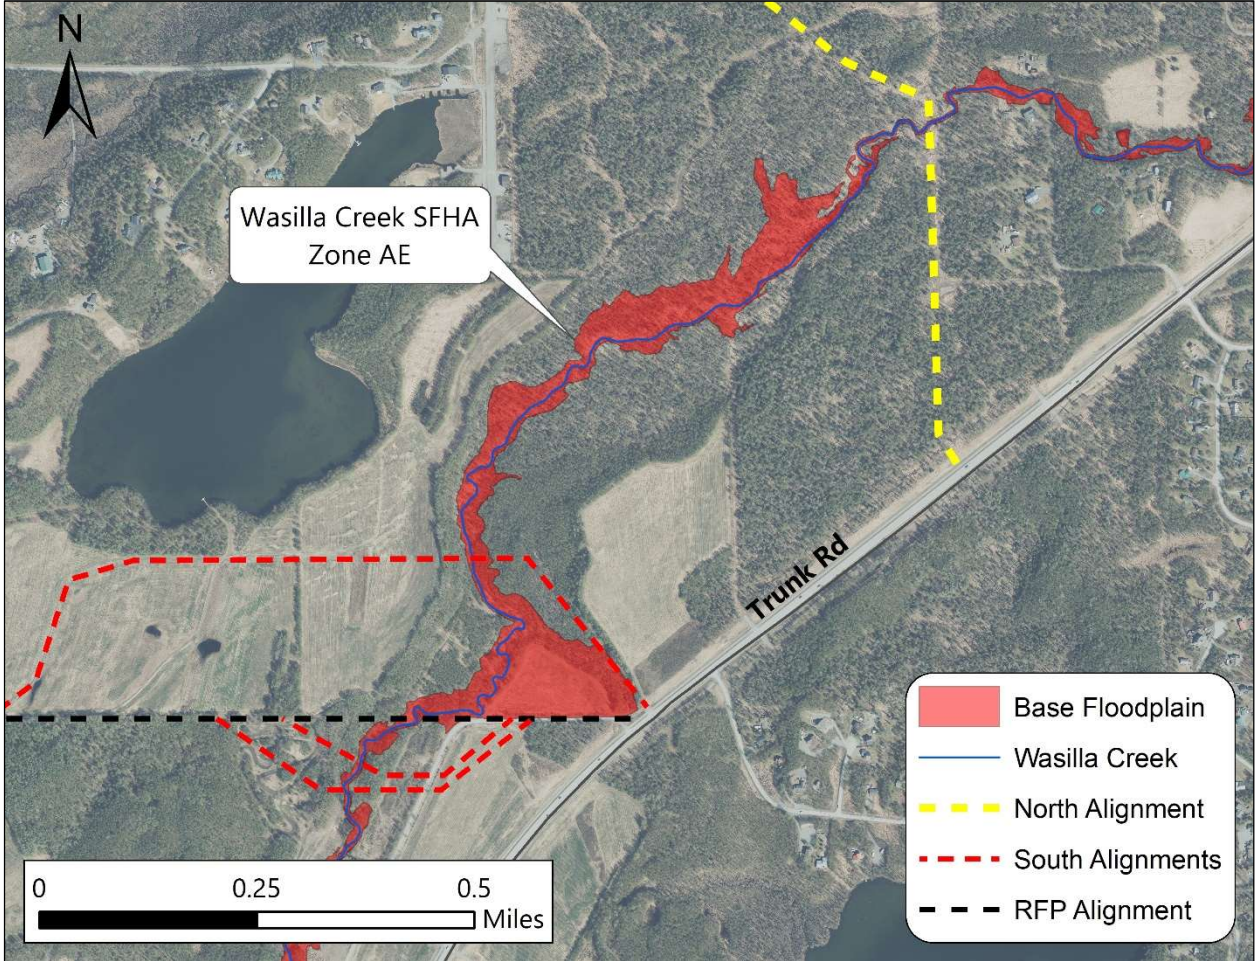 N
Wasilla Creek SFHA
Zone AE
Trunk Rd
Base Floodplain
Wasilla Creek
North Alignment
South Alignments
RFP Alignment
0 0.25 0.5
Miles